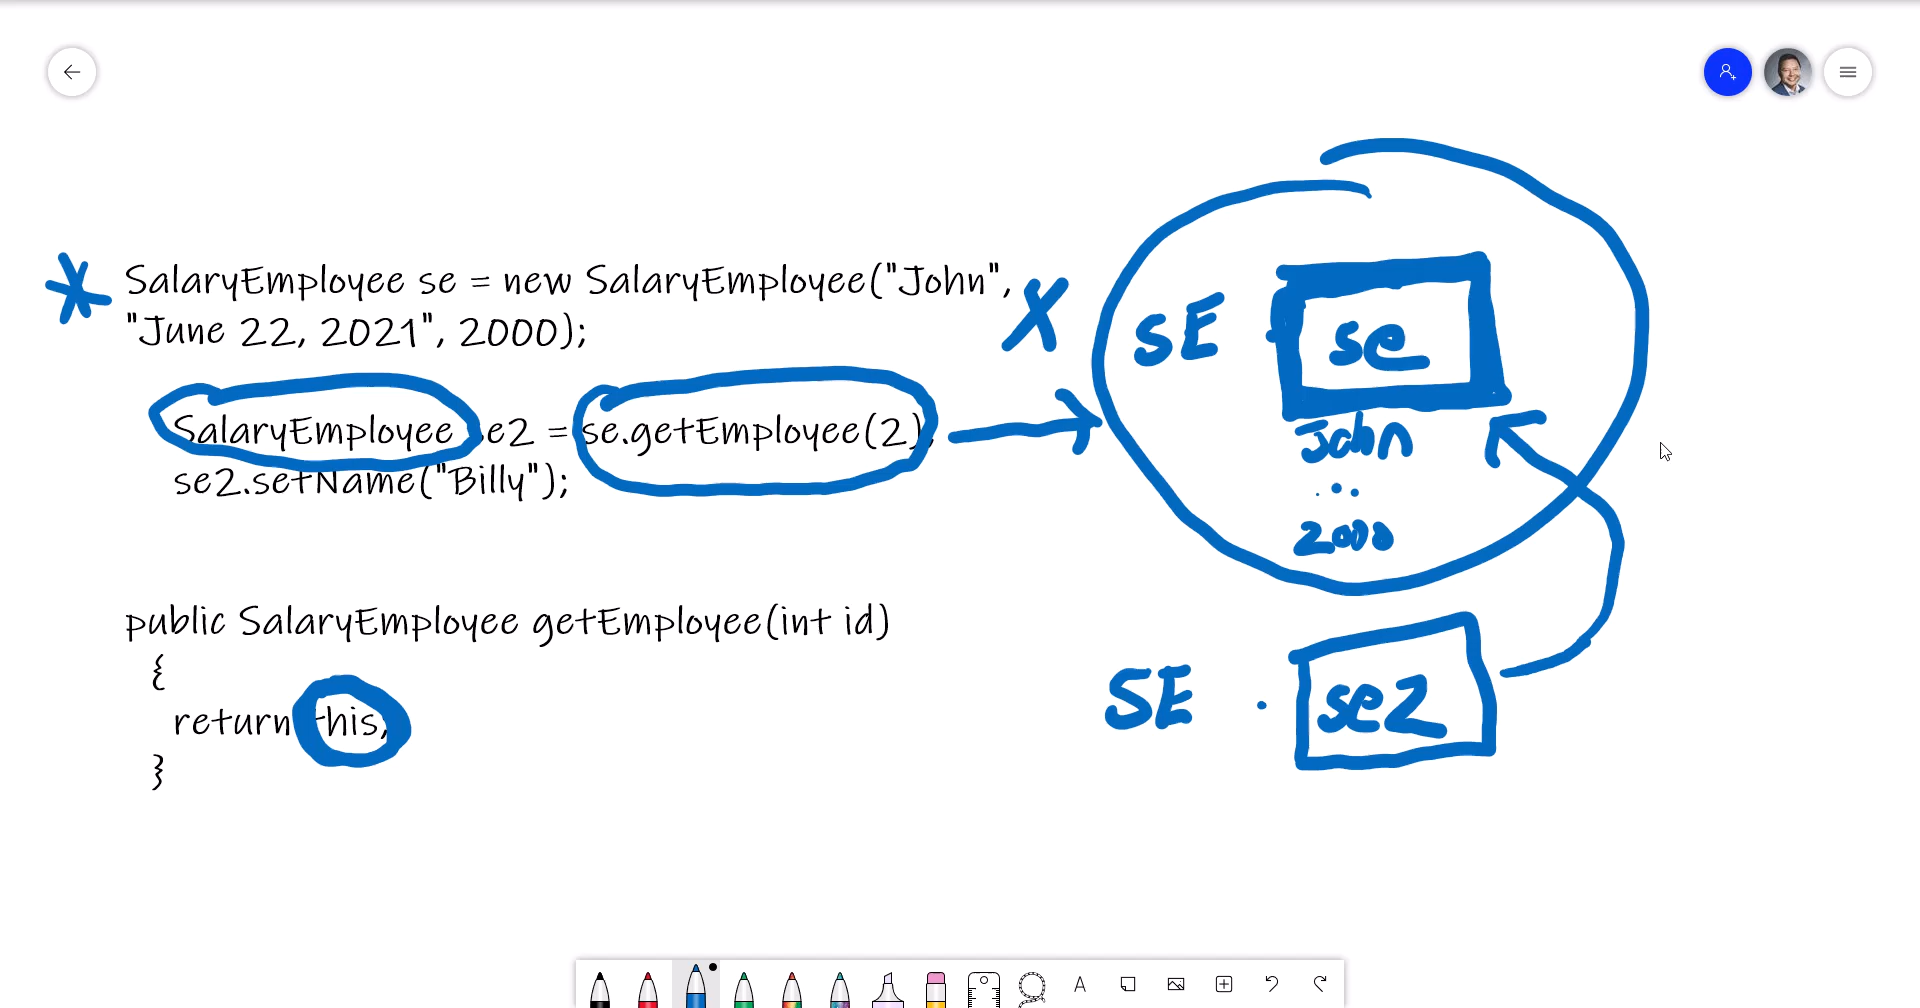 SalaryEmployee se = new SalaryEmployee("John",
"June 22, 2021", 2000);
SalaryEmployee se2 = se.getEmployee(2);
se2.setName("Billy");
public SalaryEmployee getEmployee(int id)
{
return this;
}
X
SE se
John
...
2000
SE se2
A